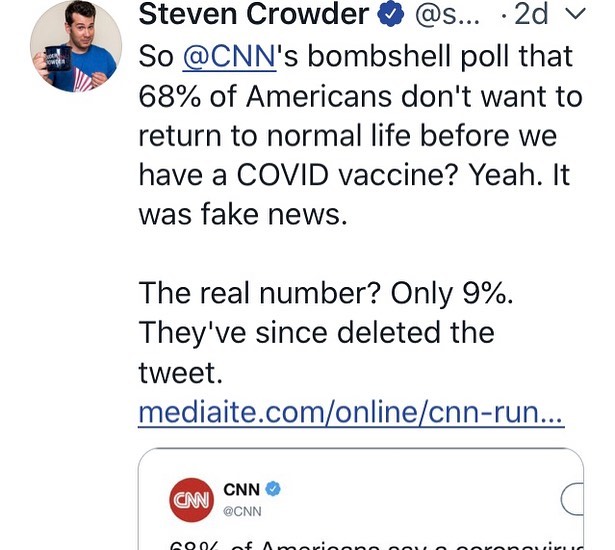 Steven Crowder @s... · 2d
So @CNN's bombshell poll that
68% of Americans don't want to
return to normal life before we
have a COVID vaccine? Yeah. It
was fake news.
The real number? Only 9%.
They've since deleted the
tweet.
mediaite.com/online/cnn-run...
CNN
CNN
@CNN
68% of Americans say a coronavirus